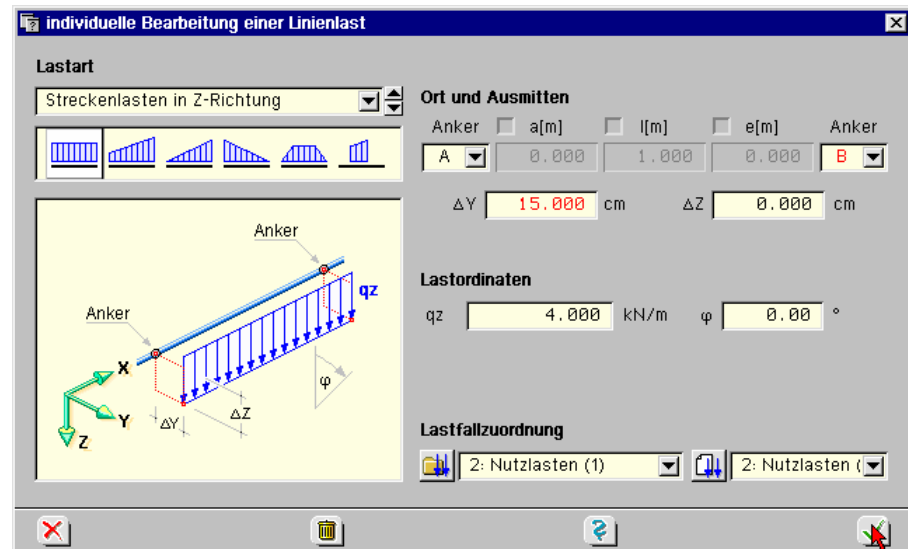 individuelle Bearbeitung einer Linienlast
Lastart
Streckenlasten in Z-Richtung
Anker
Anker
qz
X
Y
Z
ΔY
ΔZ
φ
Ort und Ausmitten
Anker a[m] l[m] e[m] Anker
A 0.000 1.000 0.000 B
ΔY 15.000 cm ΔZ 0.000 cm
Lastordinaten
qz 4.000 kN/m φ 0.00 °
Lastfallzuordnung
2: Nutzlasten (1) 2: Nutzlasten (